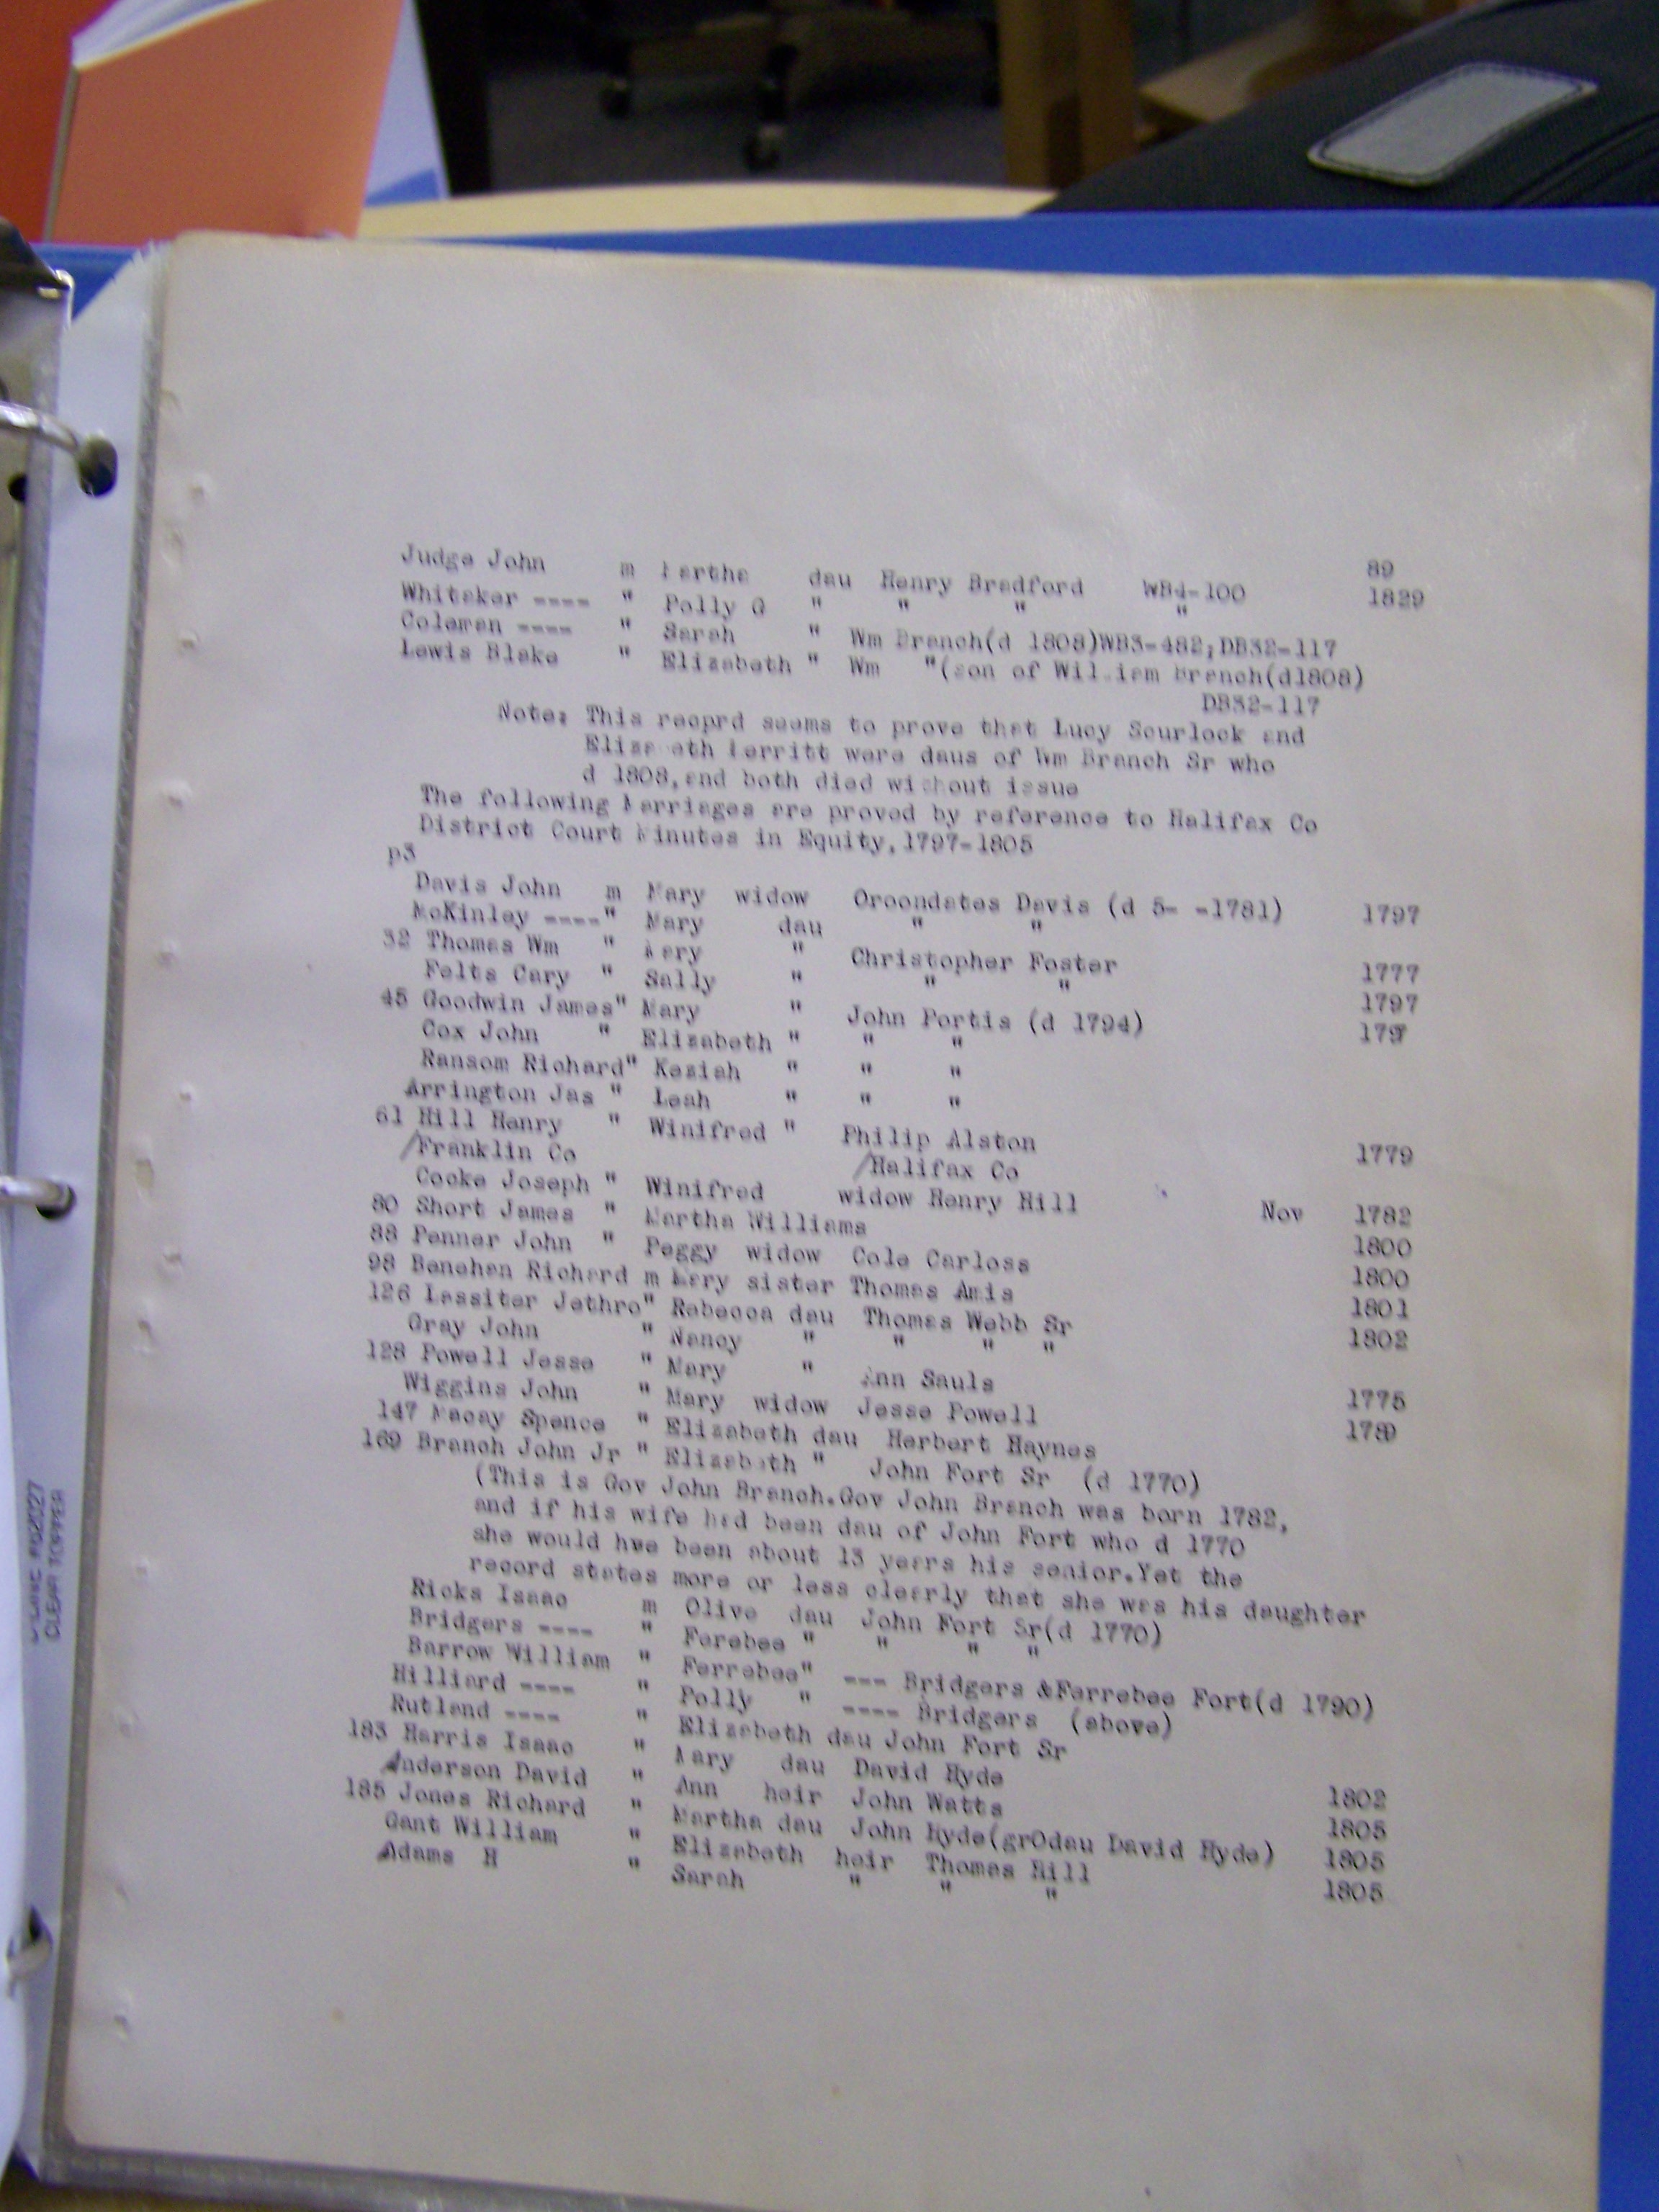 89
Judge John m Martha dau Henry Bradford WB4-100 1829
Whitaker ---- " Polly G " " " "
Coleman ---- " Sarah " Wm Branch(d 1808)WB3-482;DB32-117
Lewis Blake " Elizabeth " Wm "(son of William Branch(d1808)
DB32-117
Note: This recprd seems to prove that Lucy Scurlock and
Elizabeth Merritt were daus of Wm Branch Sr who
d 1808,and both died without issue
The following Marriages are proved by reference to Halifax Co
District Court Minutes in Equity,1797-1805
p3
Davis John m Mary widow Oroondates Davis (d 5- -1781) 1797
McKinley ----" Mary dau " "
32 Thomas Wm " Mary " Christopher Foster 1777
Felts Cary " Sally " " " 1797
45 Goodwin James" Mary " John Portis (d 1794) 1797
Cox John " Elizabeth " " "
Ransom Richard" Keziah " " "
Arrington Jas " Leah " " "
61 Hill Henry " Winifred " Philip Alston 1779
/Franklin Co /Halifax Co
Cooke Joseph " Winifred widow Henry Hill Nov 1782
80 Short James " Martha Williams 1800
88 Penner John " Peggy widow Cole Carloss 1800
98 Benehan Richard m Mary sister Thomas Amis 1801
126 Lassiter Jethro" Rebecca dau Thomas Webb Sr 1802
Gray John " Nancy " " " "
128 Powell Jesse " Mary " Ann Sauls 1775
Wiggins John " Mary widow Jesse Powell 1789
147 Macay Spence " Elizabeth dau Herbert Haynes
169 Branch John Jr " Elizabeth " John Fort Sr (d 1770)
(This is Gov John Branch.Gov John Branch was born 1782,
and if his wife had been dau of John Fort who d 1770
she would hve been about 13 years his senior.Yet the
record states more or less clearly that she was his daughter
Ricks Isaac m Olive dau John Fort Sr(d 1770)
Bridgers ---- " Farebee " " " "
Barrow William " Ferrebee" --- Bridgers &Ferrebee Fort(d 1790)
Hilliard ---- " Polly " ---- Bridgers (above)
Rutland ---- " Elizabeth dau John Fort Sr
183 Harris Isaac " Mary dau David Hyde 1802
Anderson David " Ann heir John Watts 1805
185 Jones Richard " Martha dau John Hyde(grOdau David Hyde) 1805
Gant William " Elizabeth heir Thomas Hill 1805
Adams H " Sarah " " "
CLEAR TOPPER